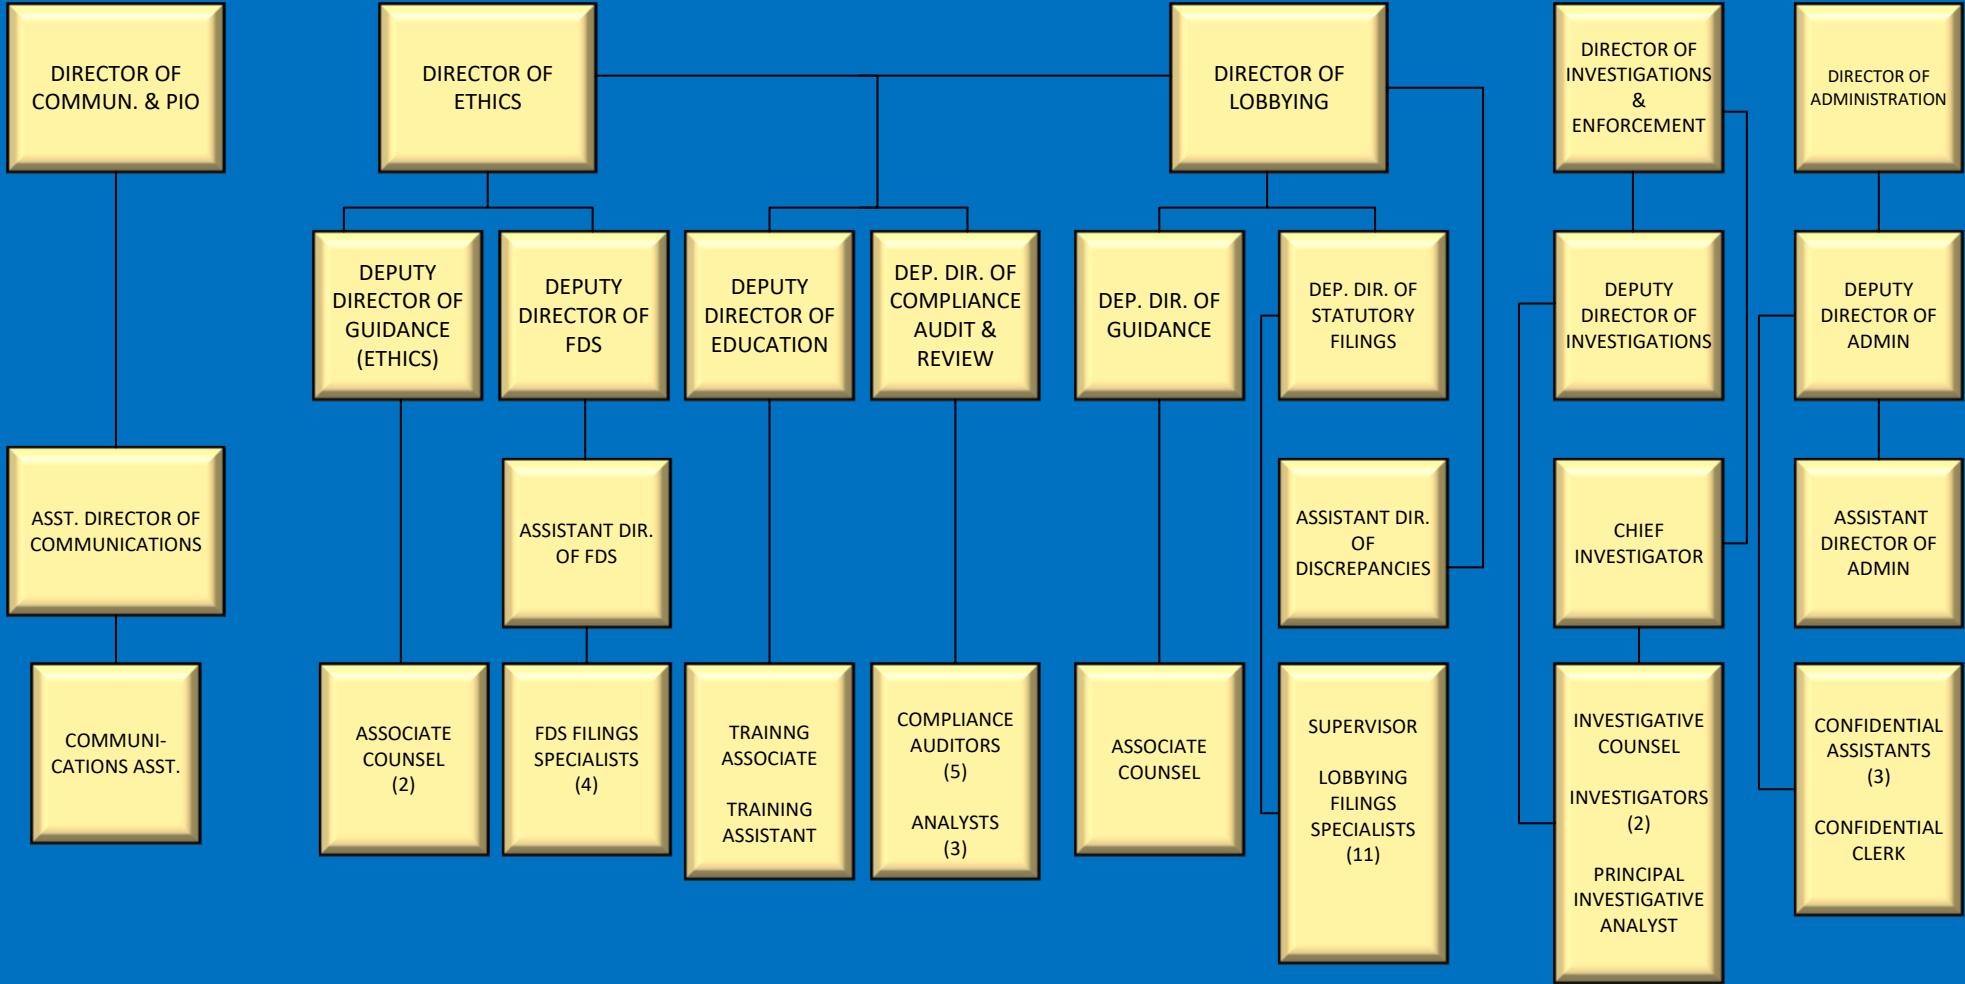 DIRECTOR OF
COMMUN. & PIO
DIRECTOR OF
ETHICS
DIRECTOR OF
LOBBYING
DIRECTOR OF
INVESTIGATIONS
&
ENFORCEMENT
DIRECTOR OF
ADMINISTRATION
DEPUTY
DIRECTOR OF
GUIDANCE
(ETHICS)
DEPUTY
DIRECTOR OF
FDS
DEPUTY
DIRECTOR OF
EDUCATION
DEP. DIR. OF
COMPLIANCE
AUDIT &
REVIEW
DEP. DIR. OF
GUIDANCE
DEP. DIR. OF
STATUTORY
FILINGS
DEPUTY
DIRECTOR OF
INVESTIGATIONS
DEPUTY
DIRECTOR OF
ADMIN
ASST. DIRECTOR OF
COMMUNICATIONS
ASSISTANT DIR.
OF FDS
ASSISTANT DIR.
OF
DISCREPANCIES
CHIEF
INVESTIGATOR
ASSISTANT
DIRECTOR OF
ADMIN
COMMUNI-
CATIONS ASST.
ASSOCIATE
COUNSEL
(2)
FDS FILINGS
SPECIALISTS
(4)
TRAINNG
ASSOCIATE
TRAINING
ASSISTANT
COMPLIANCE
AUDITORS
(5)
ANALYSTS
(3)
ASSOCIATE
COUNSEL
SUPERVISOR
LOBBYING
FILINGS
SPECIALISTS
(11)
INVESTIGATIVE
COUNSEL
INVESTIGATORS
(2)
PRINCIPAL
INVESTIGATIVE
ANALYST
CONFIDENTIAL
ASSISTANTS
(3)
CONFIDENTIAL
CLERK